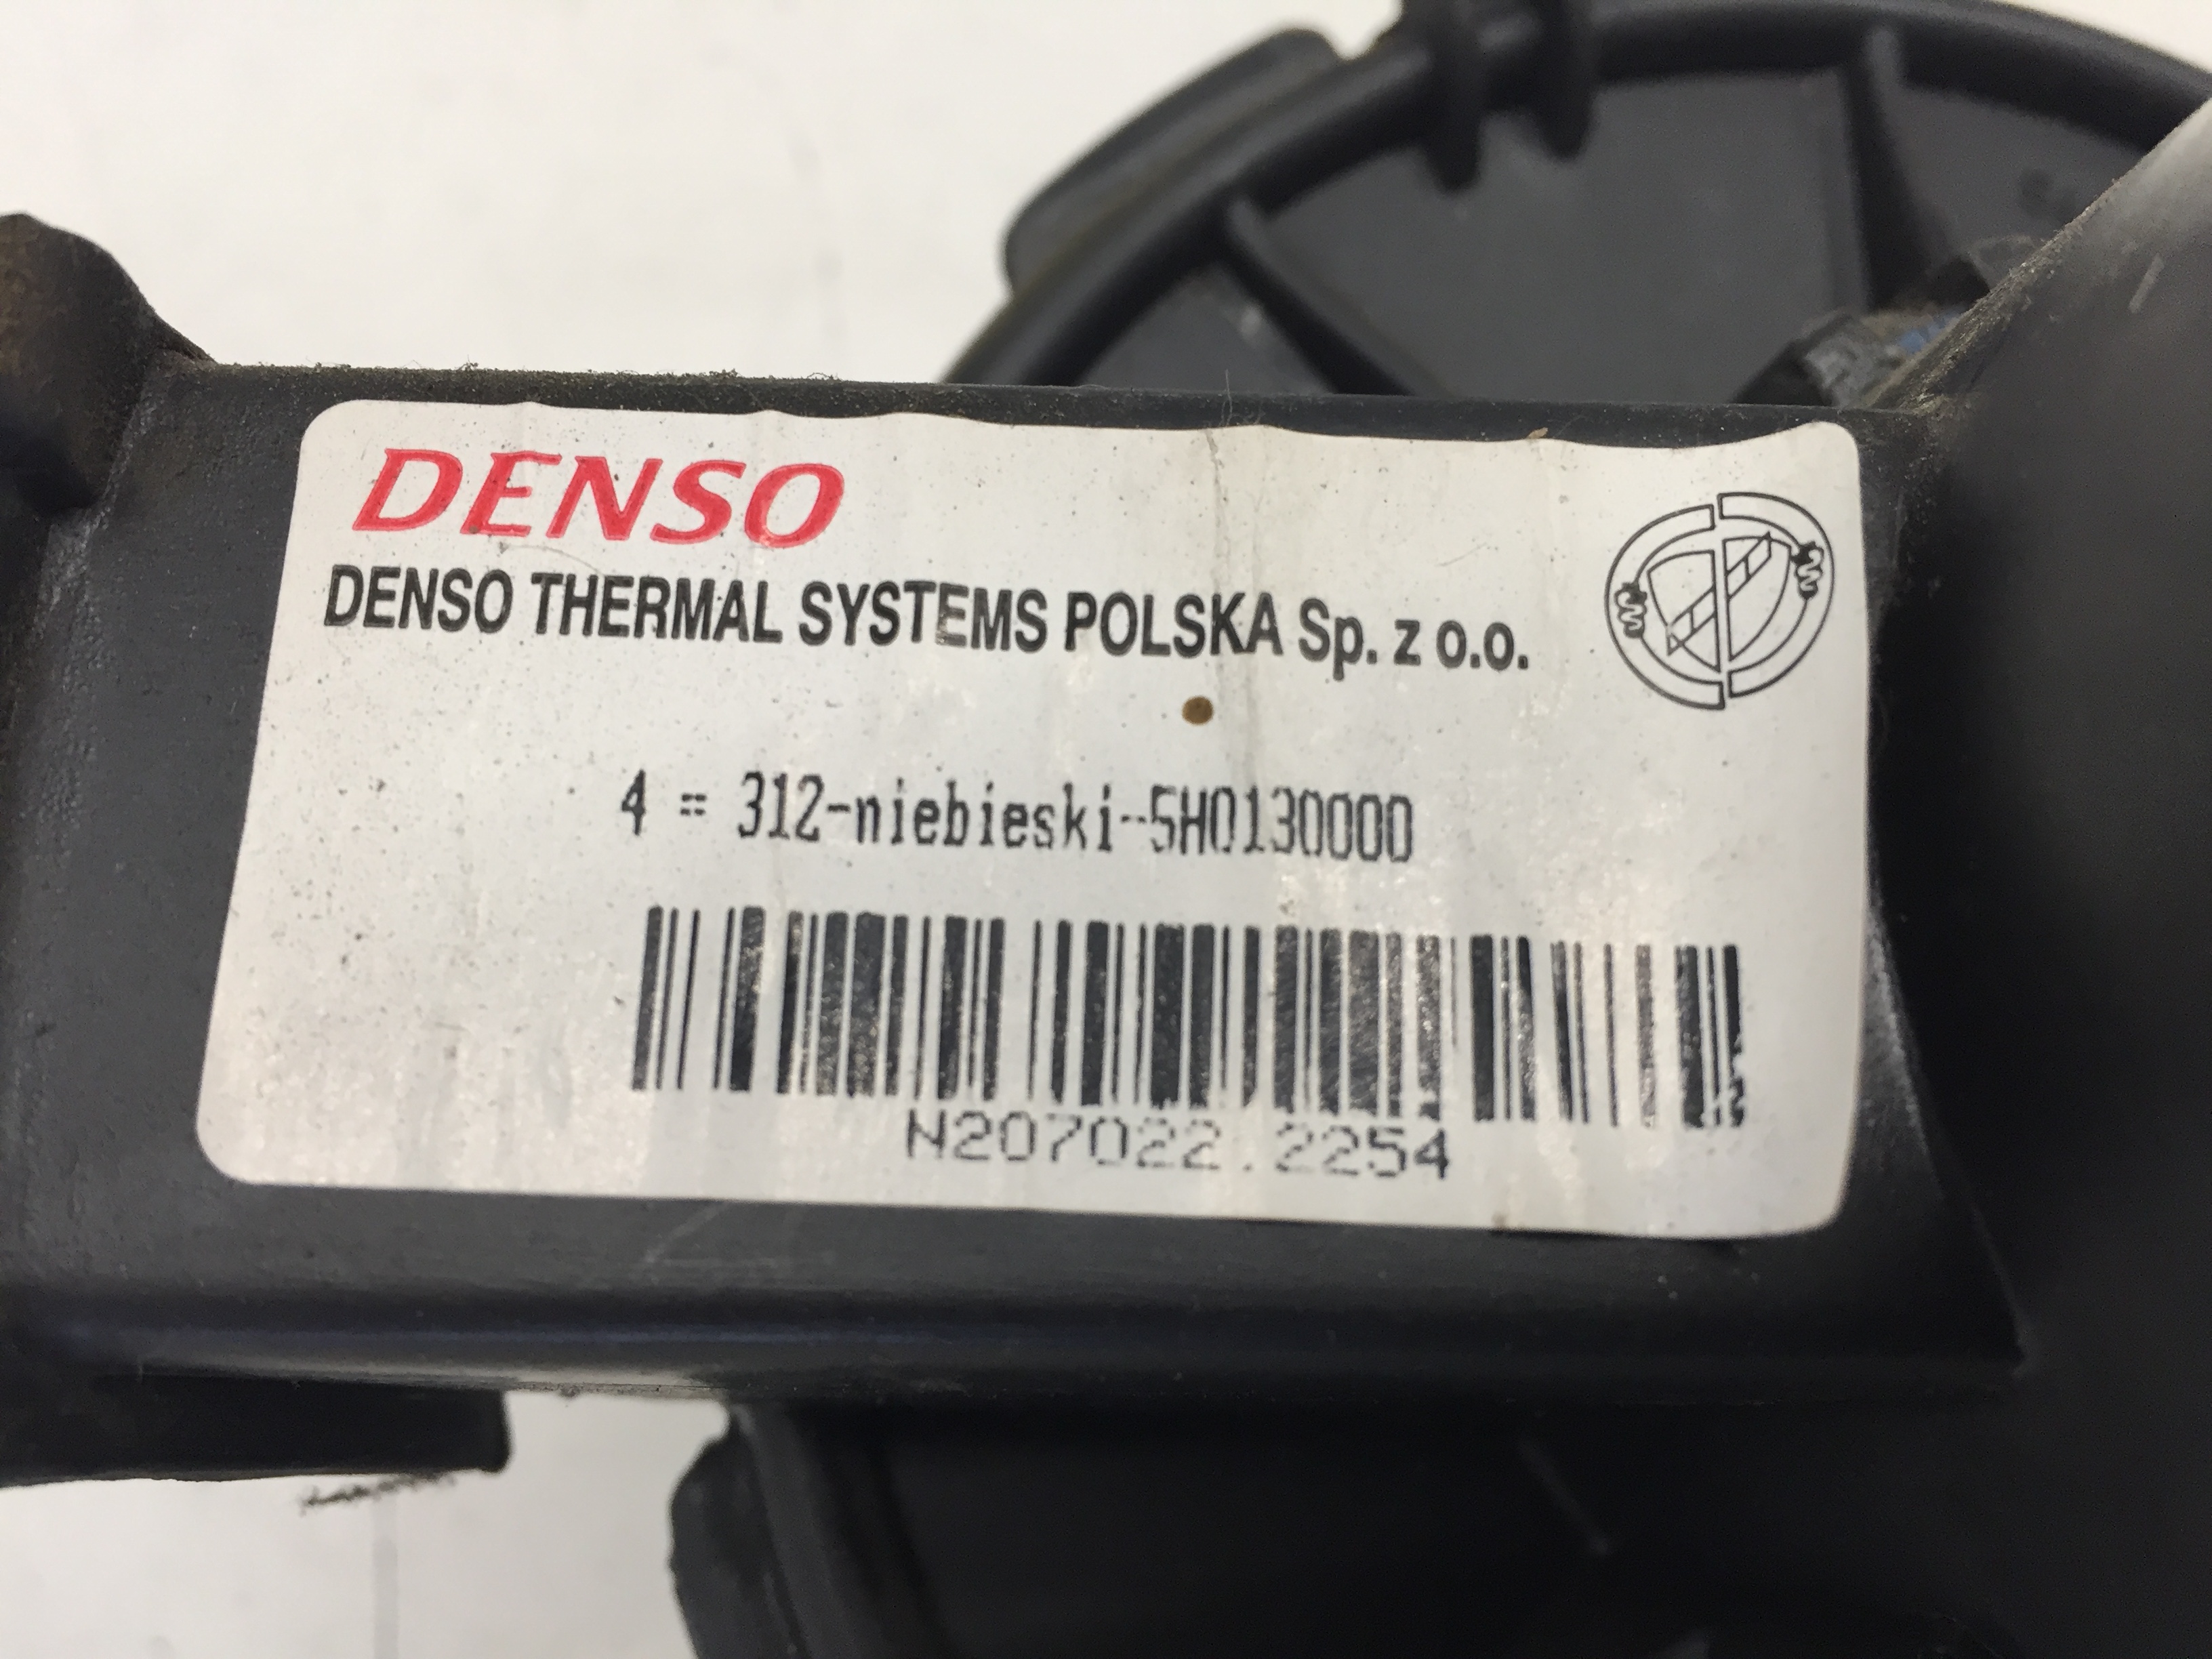 DENSO
DENSO THERMAL SYSTEMS POLSKA Sp. z o.o.
4 = 312-niebieski-5H0130000
N207022.2254